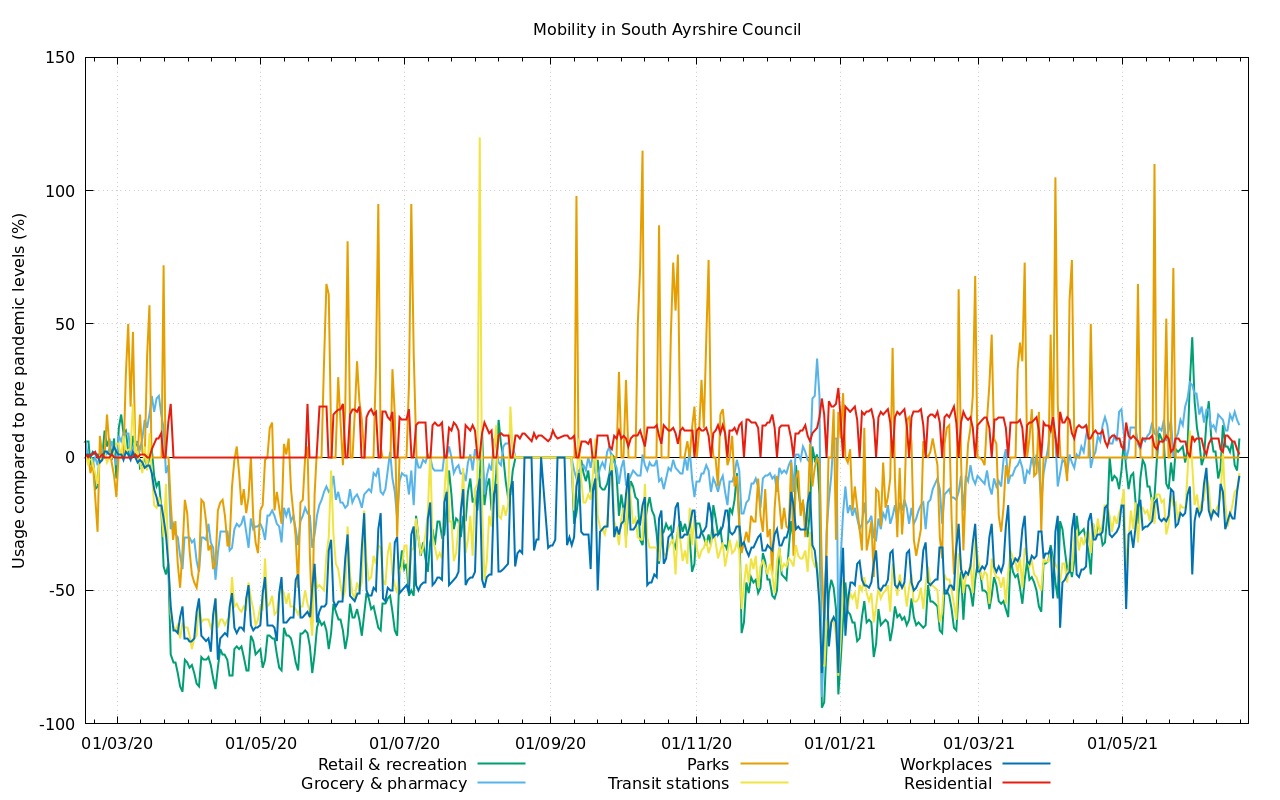 Mobility in South Ayrshire Council
Usage compared to pre pandemic levels (%)
150
100
50
0
-50
-100
01/03/20 01/05/20 01/07/20 01/09/20 01/11/20 01/01/21 01/03/21 01/05/21
Retail & recreation Parks Workplaces
Grocery & pharmacy Transit stations Residential